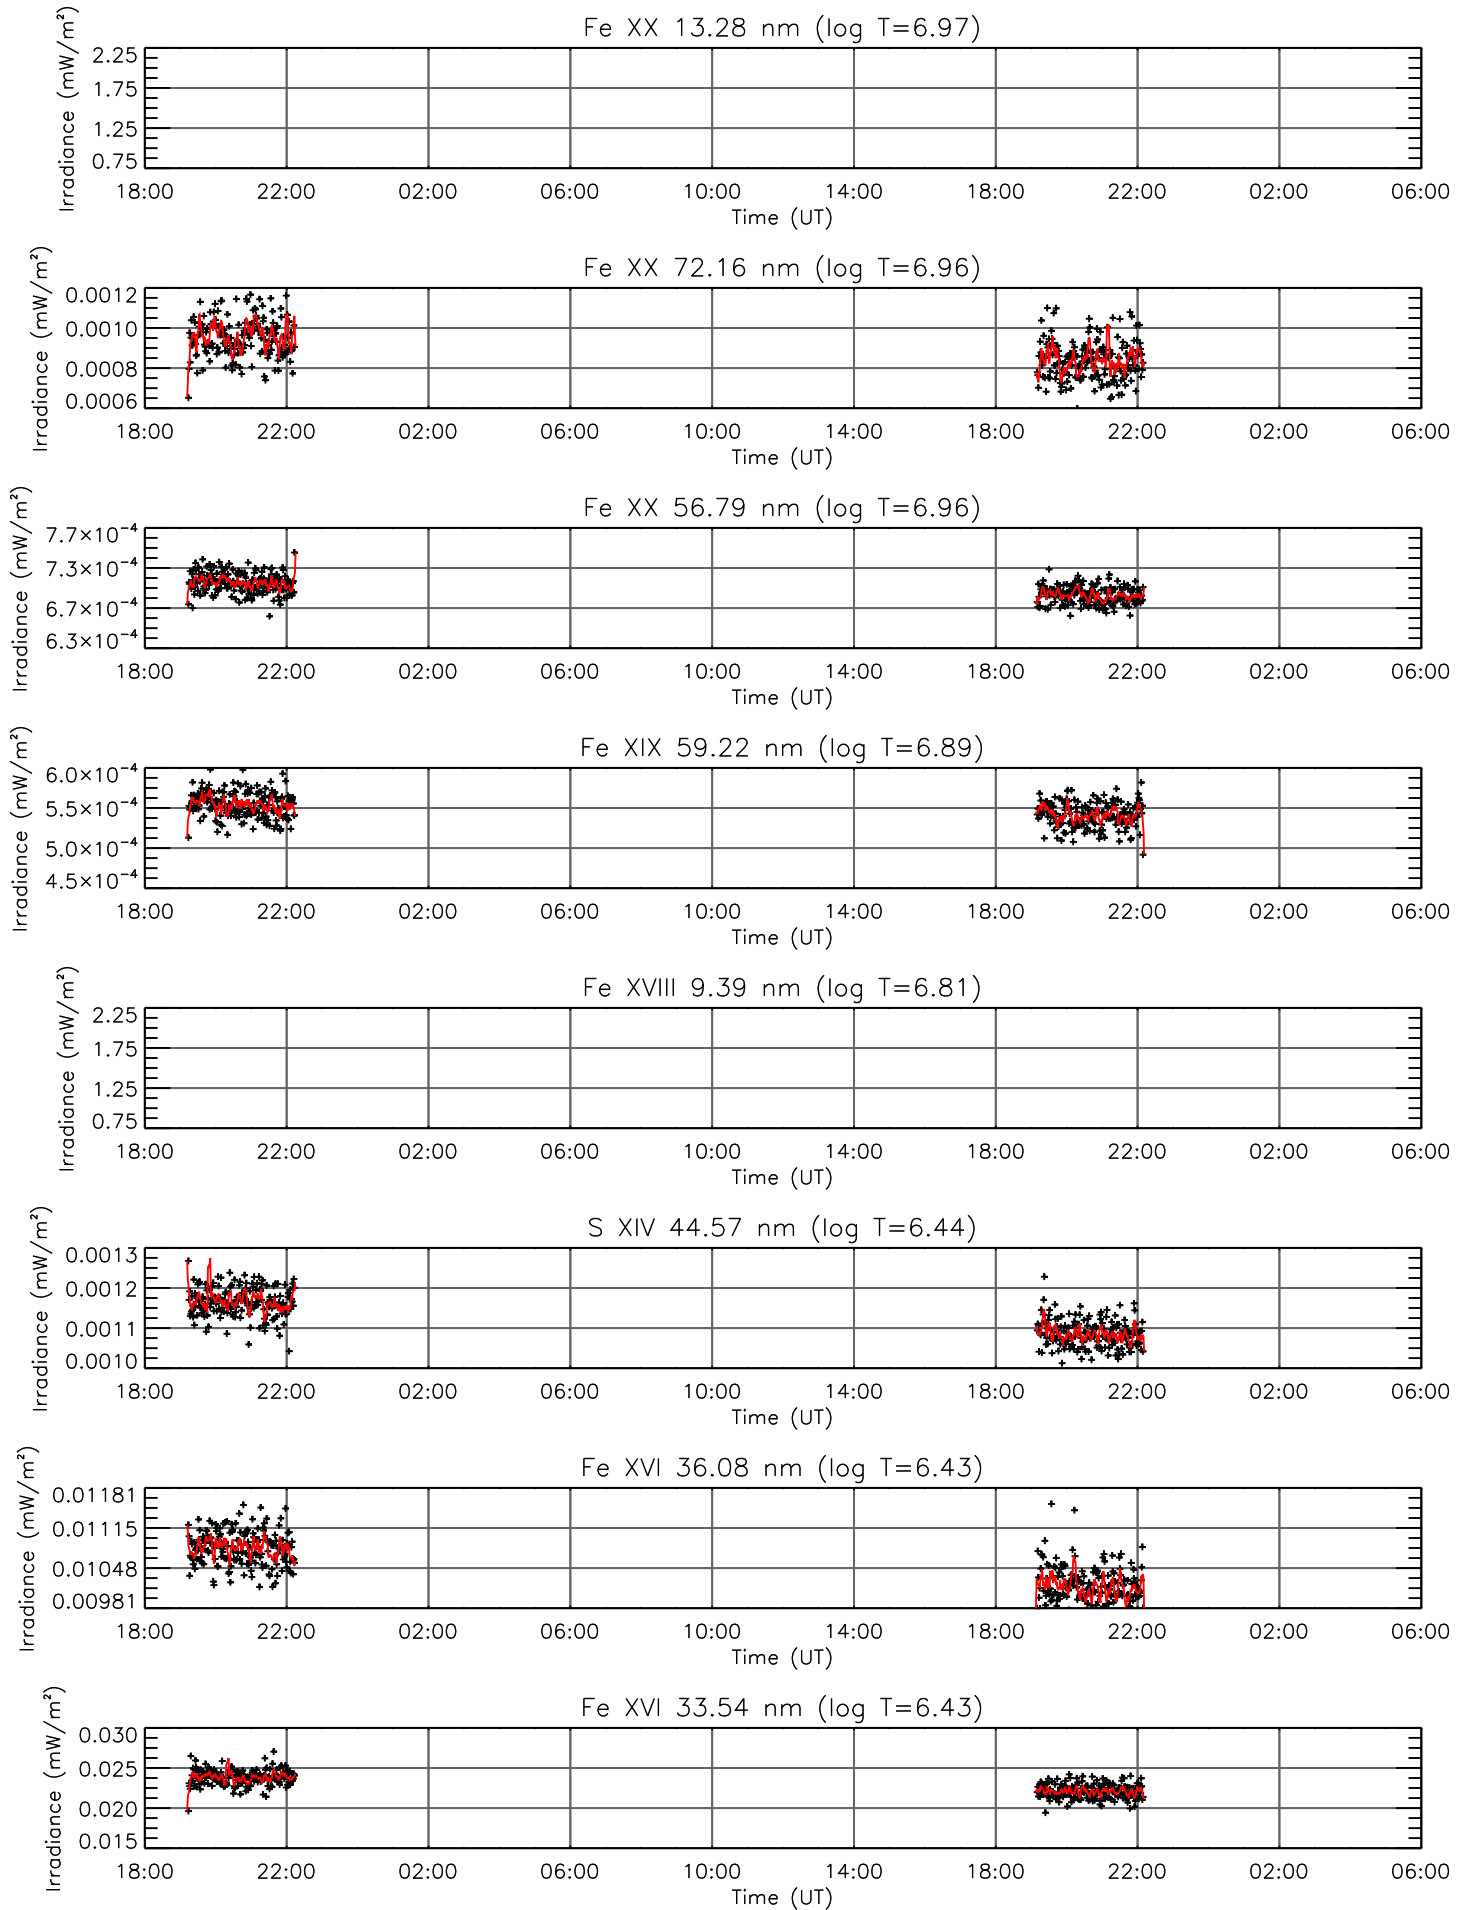 Fe XX 13.28 nm (log T=6.97)
Irradiance (mW/m²)
2.25
1.75
1.25
0.75
18:00 22:00 02:00 06:00 10:00 14:00 18:00 22:00 02:00 06:00
Time (UT)
Fe XX 72.16 nm (log T=6.96)
Irradiance (mW/m²)
0.0012
0.0010
0.0008
0.0006
18:00 22:00 02:00 06:00 10:00 14:00 18:00 22:00 02:00 06:00
Time (UT)
Fe XX 56.79 nm (log T=6.96)
Irradiance (mW/m²)
7.7×10⁻⁴
7.3×10⁻⁴
6.7×10⁻⁴
6.3×10⁻⁴
18:00 22:00 02:00 06:00 10:00 14:00 18:00 22:00 02:00 06:00
Time (UT)
Fe XIX 59.22 nm (log T=6.89)
Irradiance (mW/m²)
6.0×10⁻⁴
5.5×10⁻⁴
5.0×10⁻⁴
4.5×10⁻⁴
18:00 22:00 02:00 06:00 10:00 14:00 18:00 22:00 02:00 06:00
Time (UT)
Fe XVIII 9.39 nm (log T=6.81)
Irradiance (mW/m²)
2.25
1.75
1.25
0.75
18:00 22:00 02:00 06:00 10:00 14:00 18:00 22:00 02:00 06:00
Time (UT)
S XIV 44.57 nm (log T=6.44)
Irradiance (mW/m²)
0.0013
0.0012
0.0011
0.0010
18:00 22:00 02:00 06:00 10:00 14:00 18:00 22:00 02:00 06:00
Time (UT)
Fe XVI 36.08 nm (log T=6.43)
Irradiance (mW/m²)
0.01181
0.01115
0.01048
0.00981
18:00 22:00 02:00 06:00 10:00 14:00 18:00 22:00 02:00 06:00
Time (UT)
Fe XVI 33.54 nm (log T=6.43)
Irradiance (mW/m²)
0.030
0.025
0.020
0.015
18:00 22:00 02:00 06:00 10:00 14:00 18:00 22:00 02:00 06:00
Time (UT)